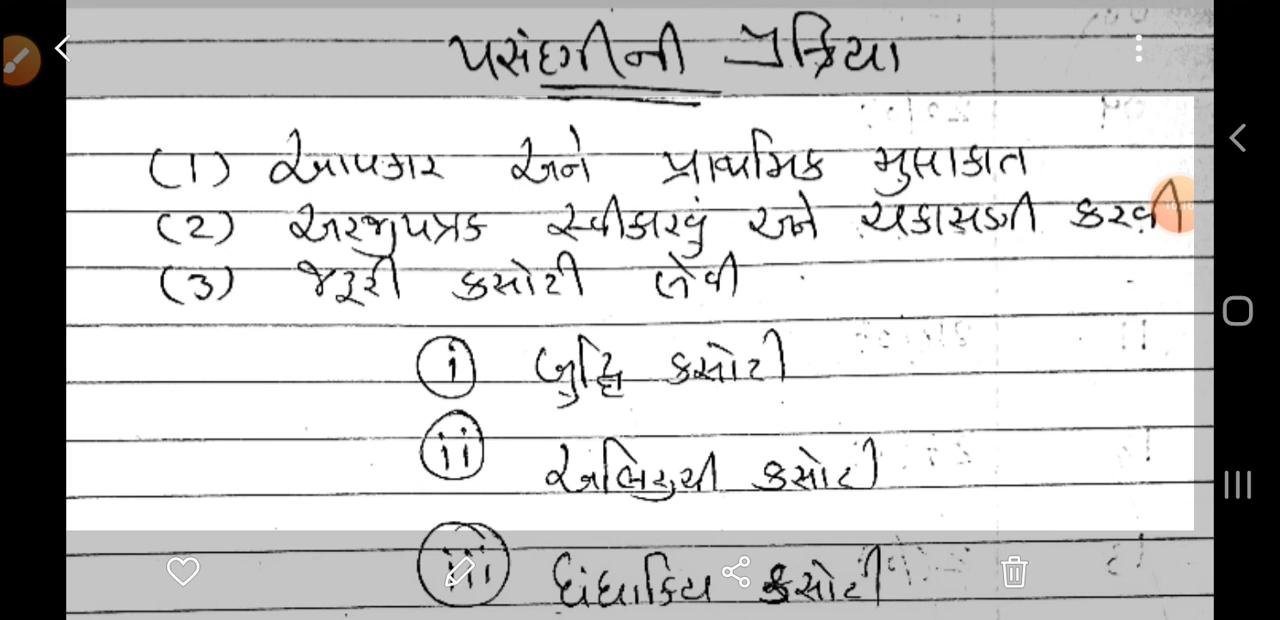 પસંદગીની પ્રક્રિયા
(1) આવકાર અને પ્રાથમિક મુલાકાત
(2) અરજીપત્રક સ્વીકારવું અને ચકાસણી કરવી
(3) જરૂરી કસોટી લેવી
i બુદ્ધિ કસોટી
ii અભિરુચી કસોટી
iii ધંધાકિય કસોટી